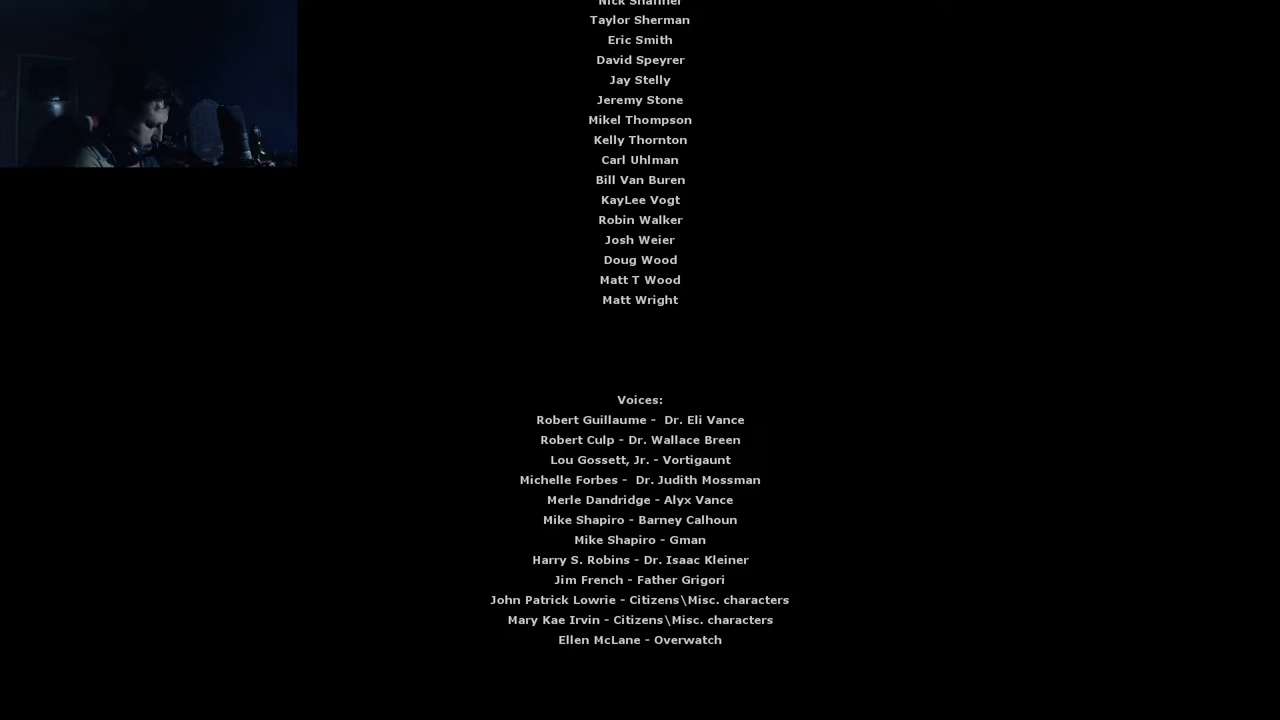 Nick Shaffner
Taylor Sherman
Eric Smith
David Speyrer
Jay Stelly
Jeremy Stone
Mikel Thompson
Kelly Thornton
Carl Uhlman
Bill Van Buren
KayLee Vogt
Robin Walker
Josh Weier
Doug Wood
Matt T Wood
Matt Wright
Voices:
Robert Guillaume -  Dr. Eli Vance
Robert Culp - Dr. Wallace Breen
Lou Gossett, Jr. - Vortigaunt
Michelle Forbes -  Dr. Judith Mossman
Merle Dandridge - Alyx Vance
Mike Shapiro - Barney Calhoun
Mike Shapiro - Gman
Harry S. Robins - Dr. Isaac Kleiner
Jim French - Father Grigori
John Patrick Lowrie - Citizens\Misc. characters
Mary Kae Irvin - Citizens\Misc. characters
Ellen McLane - Overwatch